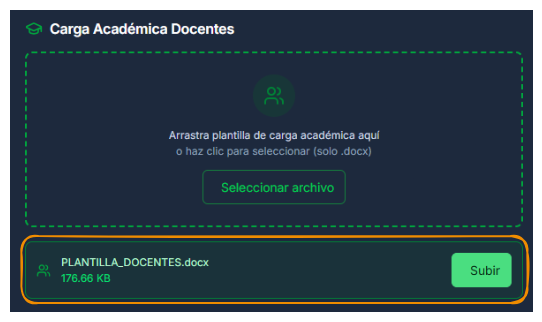 Carga Académica Docentes
Arrastra plantilla de carga académica aquí
o haz clic para seleccionar (solo .docx)
Seleccionar archivo
PLANTILLA_DOCENTES.docx
176.66 KB
Subir